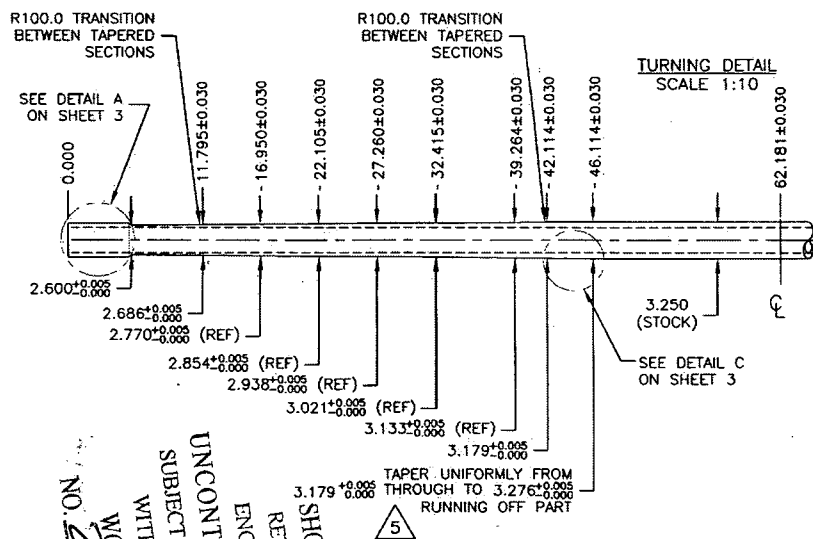 R100.0 TRANSITION
BETWEEN TAPERED
SECTIONS
R100.0 TRANSITION
BETWEEN TAPERED
SECTIONS
TURNING DETAIL
SCALE 1:10
SEE DETAIL A
ON SHEET 3
0.000
11.795±0.030
16.950±0.030
22.105±0.030
27.260±0.030
32.415±0.030
39.264±0.030
42.114±0.030
46.114±0.030
62.181±0.030
2.600 +0.005 -0.000
2.686 +0.005 -0.000
2.770 +0.005 -0.000 (REF)
2.854 +0.005 -0.000 (REF)
2.938 +0.005 -0.000 (REF)
3.021 +0.005 -0.000 (REF)
3.133 +0.005 -0.000 (REF)
3.179 +0.005 -0.000
3.250
(STOCK)
SEE DETAIL C
ON SHEET 3
TAPER UNIFORMLY FROM
3.179 +0.005 -0.000 THROUGH TO 3.276 +0.005 -0.000
RUNNING OFF PART
5
SHO
RE
ENG
UNCONT
SUBJECT
WITH
WO
NO.